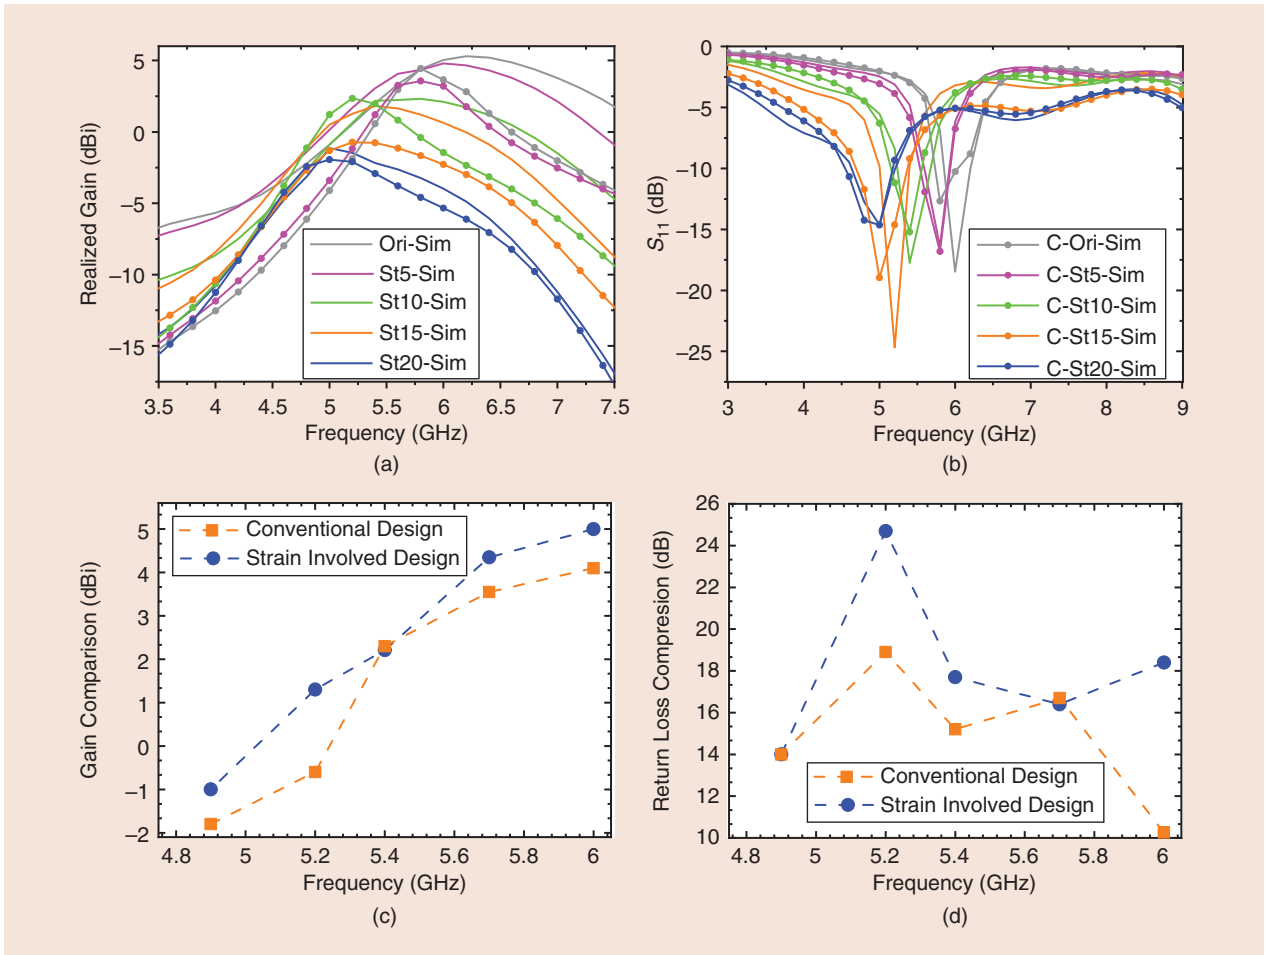 5
0
−5
−10
−15
Realized Gain (dBi)
Ori-Sim
St5-Sim
St10-Sim
St15-Sim
St20-Sim
3.5 4 4.5 5 5.5 6 6.5 7 7.5
Frequency (GHz)
(a)
0
−5
−10
−15
−20
−25
S11 (dB)
C-Ori-Sim
C-St5-Sim
C-St10-Sim
C-St15-Sim
C-St20-Sim
3 4 5 6 7 8 9
Frequency (GHz)
(b)
5
4
3
2
1
0
−1
−2
Gain Comparison (dBi)
Conventional Design
Strain Involved Design
4.8 5 5.2 5.4 5.6 5.8 6
Frequency (GHz)
(c)
26
24
22
20
18
16
14
12
10
Return Loss Compresion (dB)
Conventional Design
Strain Involved Design
4.8 5 5.2 5.4 5.6 5.8 6
Frequency (GHz)
(d)